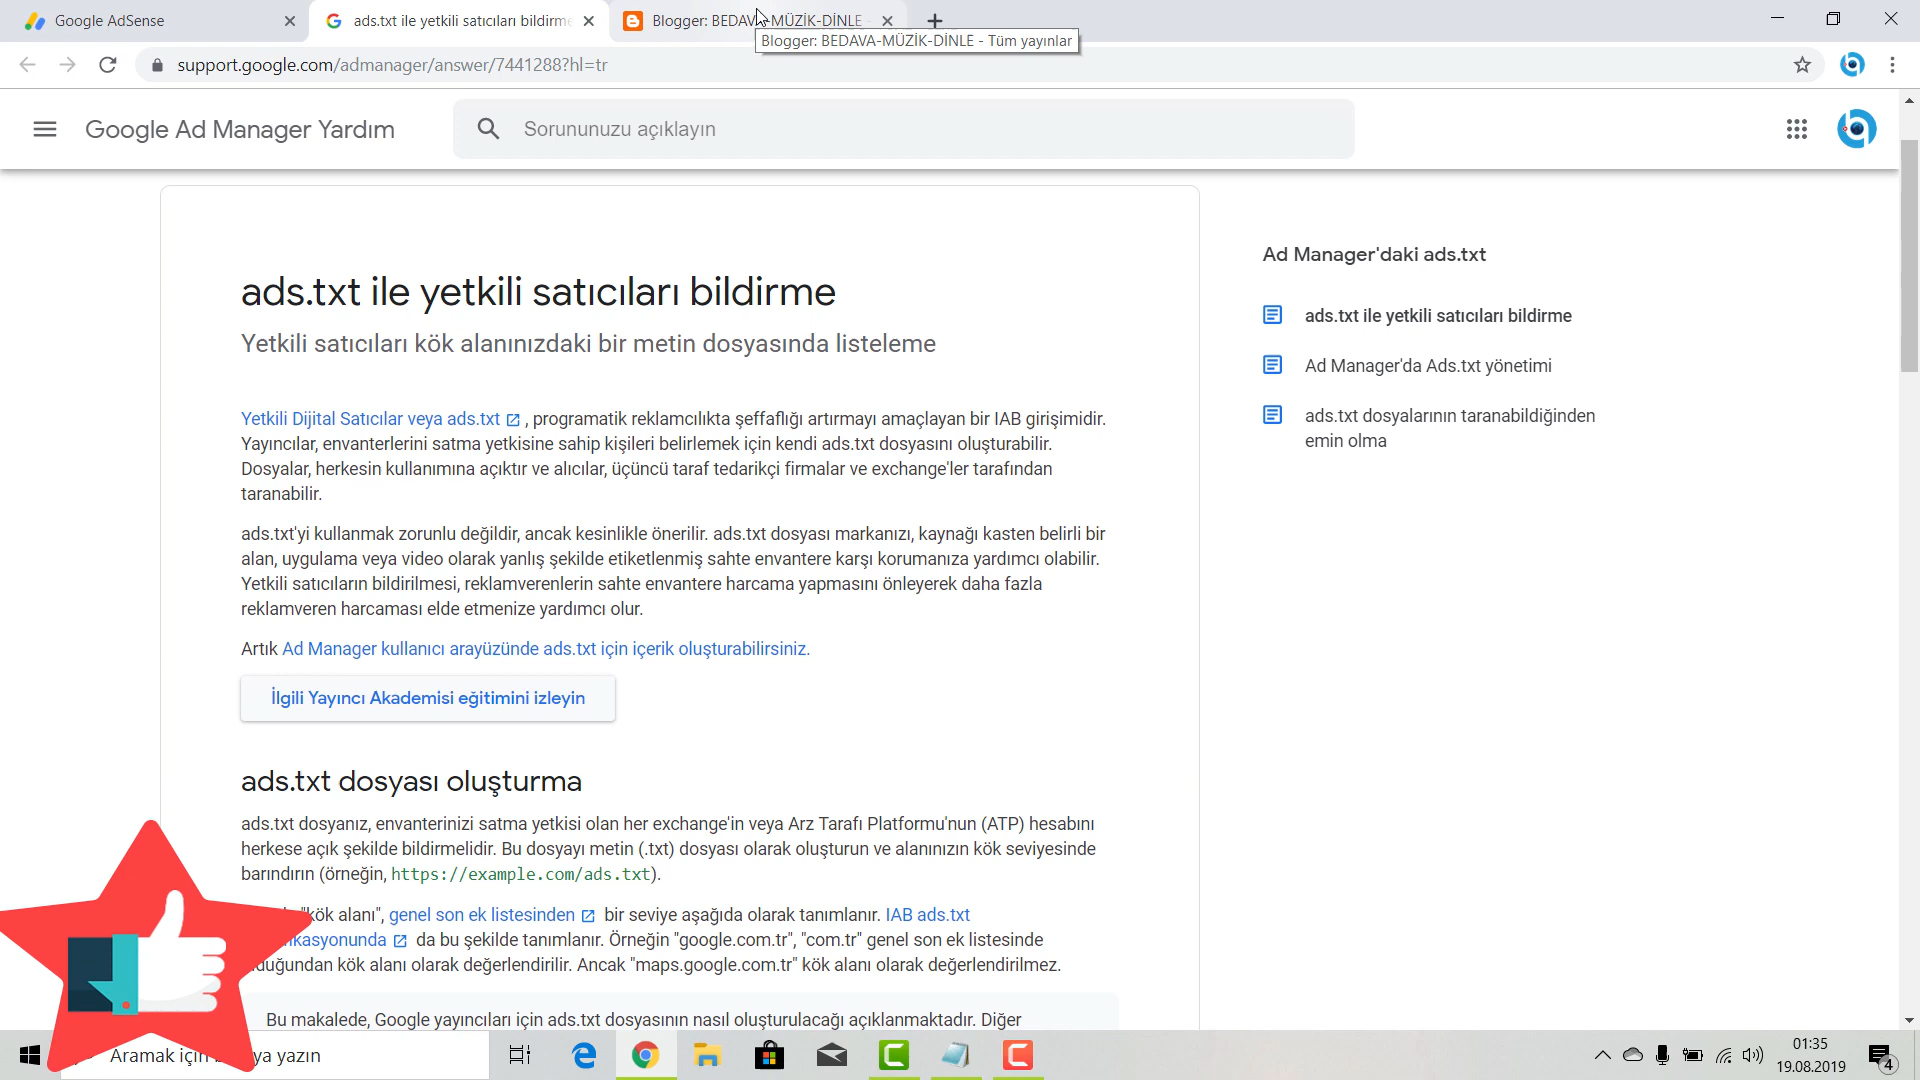 Google AdSense
ads.txt ile yetkili satıcıları bildirme
Blogger: BEDAVA-MÜZİK-DİNLE -
Blogger: BEDAVA-MÜZİK-DİNLE - Tüm yayınlar
support.google.com/admanager/answer/7441288?hl=tr
Google Ad Manager Yardım
Sorununuzu açıklayın
ads.txt ile yetkili satıcıları bildirme
Yetkili satıcıları kök alanınızdaki bir metin dosyasında listeleme
Yetkili Dijital Satıcılar veya ads.txt , programatik reklamcılıkta şeffaflığı artırmayı amaçlayan bir IAB girişimidir.
Yayıncılar, envanterlerini satma yetkisine sahip kişileri belirlemek için kendi ads.txt dosyasını oluşturabilir.
Dosyalar, herkesin kullanımına açıktır ve alıcılar, üçüncü taraf tedarikçi firmalar ve exchange'ler tarafından
taranabilir.
ads.txt'yi kullanmak zorunlu değildir, ancak kesinlikle önerilir. ads.txt dosyası markanızı, kaynağı kasten belirli bir
alan, uygulama veya video olarak yanlış şekilde etiketlenmiş sahte envantere karşı korumanıza yardımcı olabilir.
Yetkili satıcıların bildirilmesi, reklamverenlerin sahte envantere harcama yapmasını önleyerek daha fazla
reklamveren harcaması elde etmenize yardımcı olur.
Artık Ad Manager kullanıcı arayüzünde ads.txt için içerik oluşturabilirsiniz.
İlgili Yayıncı Akademisi eğitimini izleyin
ads.txt dosyası oluşturma
ads.txt dosyanız, envanterinizi satma yetkisi olan her exchange'in veya Arz Tarafı Platformu'nun (ATP) hesabını
herkese açık şekilde bildirmelidir. Bu dosyayı metin (.txt) dosyası olarak oluşturun ve alanınızın kök seviyesinde
barındırın (örneğin, https://example.com/ads.txt).
"kök alanı", genel son ek listesinden bir seviye aşağıda olarak tanımlanır. IAB ads.txt
da bu şekilde tanımlanır. Örneğin "google.com.tr", "com.tr" genel son ek listesinde
kök alanı olarak değerlendirilir. Ancak "maps.google.com.tr" kök alanı olarak değerlendirilmez.
Bu makalede, Google yayıncıları için ads.txt dosyasının nasıl oluşturulacağı açıklanmaktadır. Diğer
Ad Manager'daki ads.txt
ads.txt ile yetkili satıcıları bildirme
Ad Manager'da Ads.txt yönetimi
ads.txt dosyalarının taranabildiğinden
emin olma
Aramak için ya yazın
01:35
19.08.2019
4